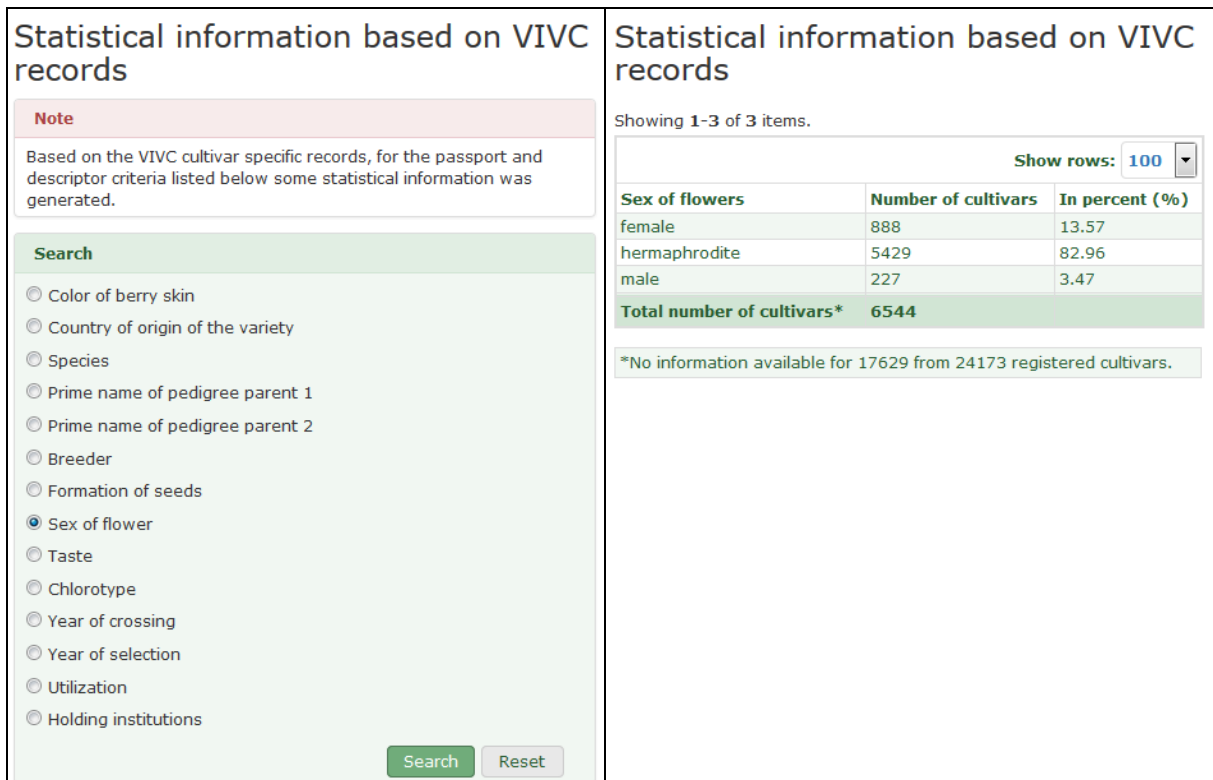 Statistical information based on VIVC
records
Note
Based on the VIVC cultivar specific records, for the passport and
descriptor criteria listed below some statistical information was
generated.
Search
Color of berry skin
Country of origin of the variety
Species
Prime name of pedigree parent 1
Prime name of pedigree parent 2
Breeder
Formation of seeds
Sex of flower
Taste
Chlorotype
Year of crossing
Year of selection
Utilization
Holding institutions
Search Reset
Statistical information based on VIVC
records
Showing 1-3 of 3 items.
Show rows: 100
Sex of flowers Number of cultivars In percent (%)
female 888 13.57
hermaphrodite 5429 82.96
male 227 3.47
Total number of cultivars* 6544
*No information available for 17629 from 24173 registered cultivars.